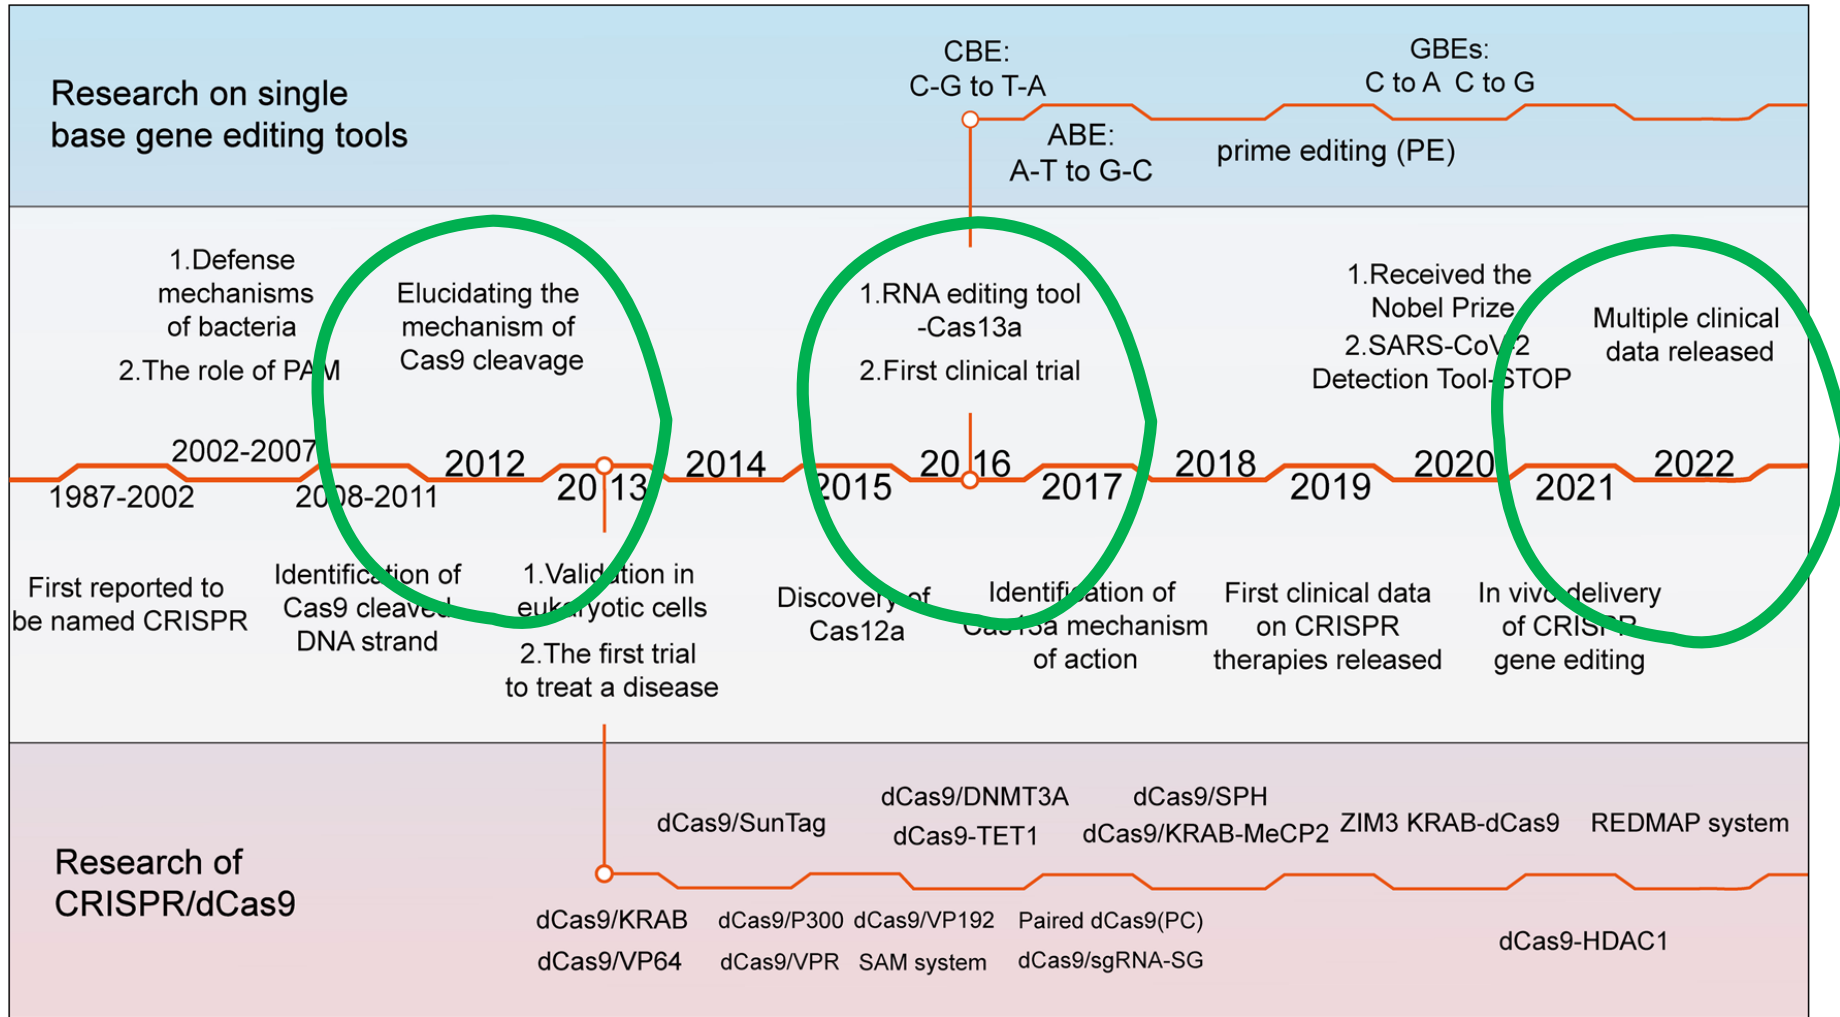 Research on single
base gene editing tools
CBE:
C-G to T-A
ABE:
A-T to G-C
prime editing (PE)
GBEs:
C to A C to G
1.Defense
mechanisms
of bacteria
2.The role of PAM
Elucidating the
mechanism of
Cas9 cleavage
1.RNA editing tool
-Cas13a
2.First clinical trial
1.Received the
Nobel Prize
2.SARS-CoV-2
Detection Tool-STOP
Multiple clinical
data released
1987-2002
2002-2007
2008-2011
2012
2013
2014
2015
2016
2017
2018
2019
2020
2021
2022
First reported to
be named CRISPR
Identification of
Cas9 cleaved
DNA strand
1.Validation in
eukaryotic cells
2.The first trial
to treat a disease
Discovery of
Cas12a
Identification of
Cas13a mechanism
of action
First clinical data
on CRISPR
therapies released
In vivo delivery
of CRISPR
gene editing
Research of
CRISPR/dCas9
dCas9/SunTag
dCas9/DNMT3A
dCas9-TET1
dCas9/SPH
dCas9/KRAB-MeCP2
ZIM3 KRAB-dCas9
REDMAP system
dCas9/KRAB
dCas9/VP64
dCas9/P300
dCas9/VPR
dCas9/VP192
SAM system
Paired dCas9(PC)
dCas9/sgRNA-SG
dCas9-HDAC1